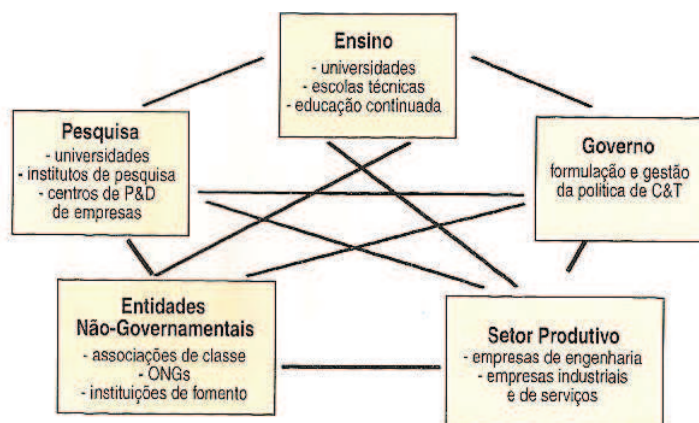 Ensino
- universidades
- escolas técnicas
- educação continuada
Pesquisa
- universidades
- institutos de pesquisa
- centros de P&D
de empresas
Governo
formulação e gestão
da política de C&T
Entidades
Não-Governamentais
- associações de classe
- ONGs
- instituições de fomento
Setor Produtivo
- empresas de engenharia
- empresas industriais
e de serviços